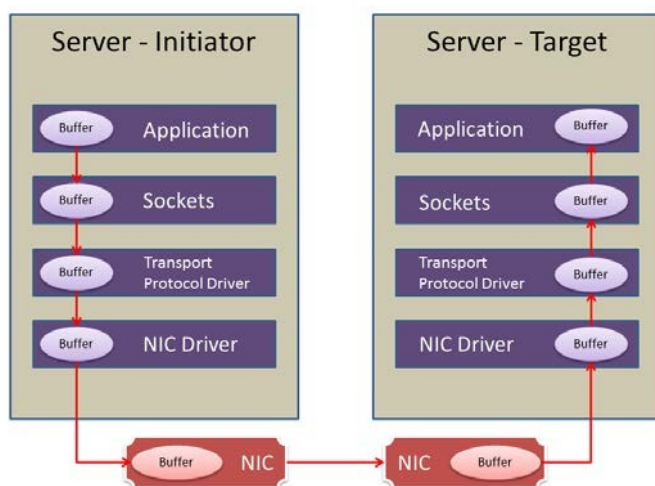 Server - Initiator
Buffer Application
Buffer Sockets
Buffer Transport
Protocol Driver
Buffer NIC Driver
Server - Target
Application Buffer
Sockets Buffer
Transport
Protocol Driver Buffer
NIC Driver Buffer
Buffer NIC
NIC Buffer